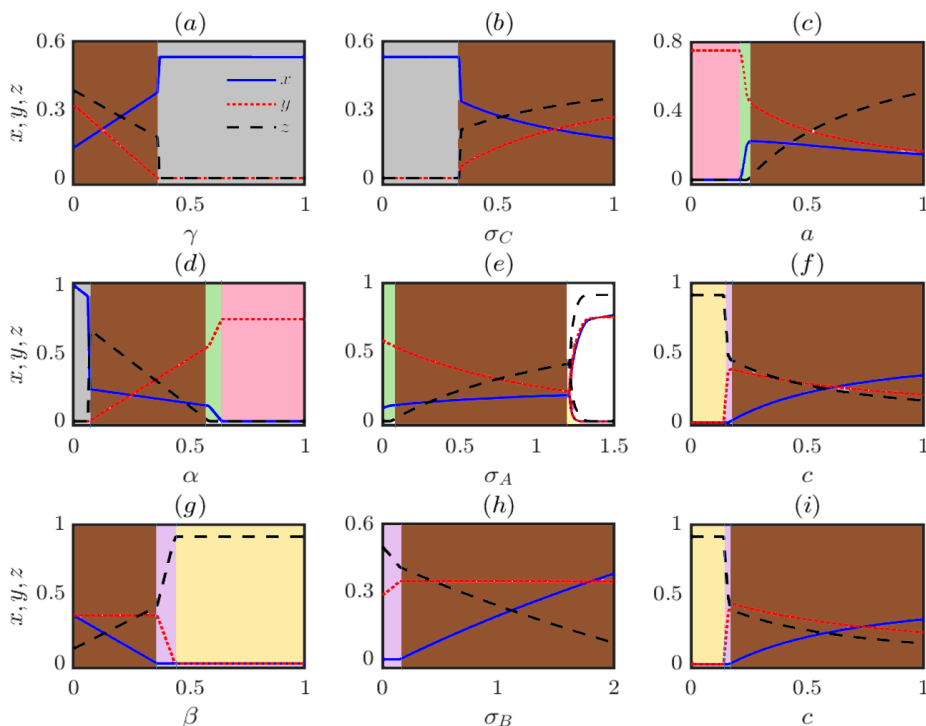 (a) (b) (c)
0.6 0.6 0.8
x, y, z 0.3 x 0.3 0.4
y
z
0 0 0
0 0.5 1 0 0.5 1 0 0.5 1
γ σ_C a
(d) (e) (f)
1 1 1
x, y, z 0.5 0.5 0.5
0 0 0
0 0.5 1 0 0.5 1 1.5 0 0.5 1
α σ_A c
(g) (h) (i)
1 0.6 1
x, y, z 0.5 0.3 0.5
0 0 0
0 0.5 1 0 1 2 0 0.5 1
β σ_B c